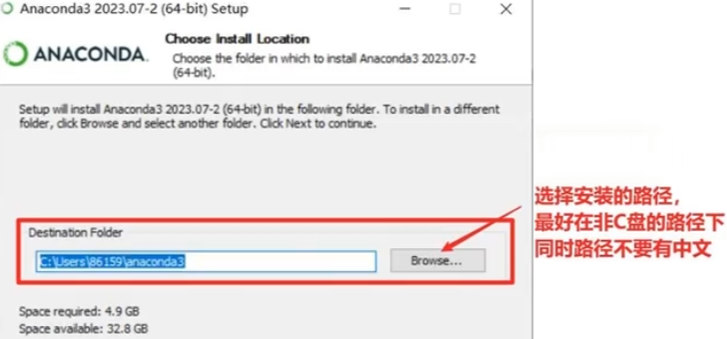 Anaconda3 2023.07-2 (64-bit) Setup
ANACONDA.
Choose Install Location
Choose the folder in which to install Anaconda3 2023.07-2
(64-bit).
Setup will install Anaconda3 2023.07-2 (64-bit) in the following folder. To install in a different
folder, click Browse and select another folder. Click Next to continue.
选择安装的路径，
最好在非C盘的路径下
同时路径不要有中文
Destination Folder
C:\Users\86159\anaconda3
Browse...
Space required: 4.9 GB
Space available: 32.8 GB